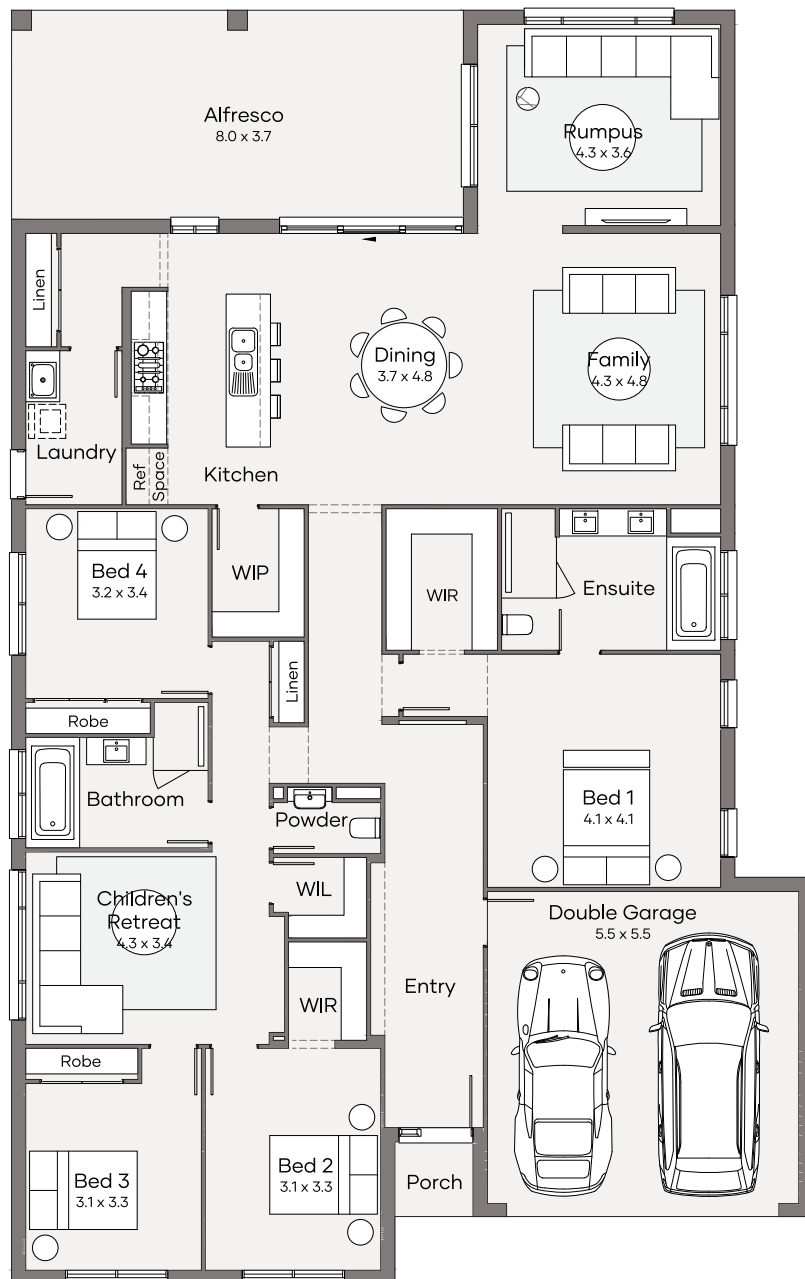 Alfresco
8.0 x 3.7
Rumpus
4.3 x 3.6
Linen
Dining
3.7 x 4.8
Family
4.3 x 4.8
Laundry
Ref
Space
Kitchen
Bed 4
3.2 x 3.4
WIP
WIR
Ensuite
Linen
Robe
Bathroom
Bed 1
4.1 x 4.1
Powder
WIL
Children's
Retreat
4.3 x 3.4
Double Garage
5.5 x 5.5
Entry
WIR
Robe
Bed 3
3.1 x 3.3
Bed 2
3.1 x 3.3
Porch